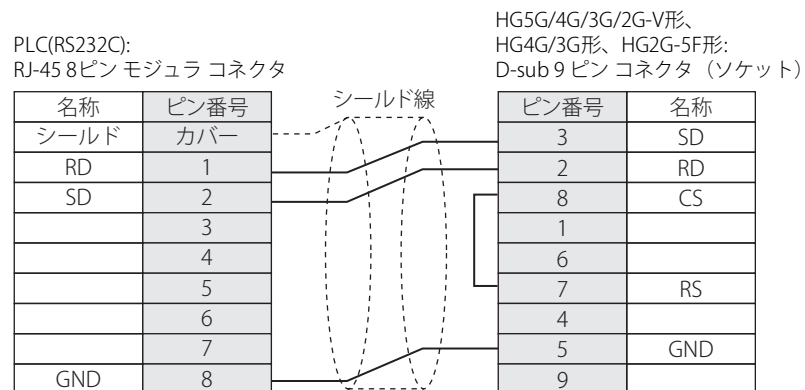 HG5G/4G/3G/2G-V形、
PLC(RS232C): HG4G/3G形、HG2G-5F形:
RJ-45 8ピン モジュラ コネクタ D-sub 9 ピン コネクタ（ソケット）
名称 ピン番号 シールド線 ピン番号 名称
シールド カバー 3 SD
RD 1 2 RD
SD 2 8 CS
3 1
4 6
5 7 RS
6 4
7 5 GND
GND 8 9